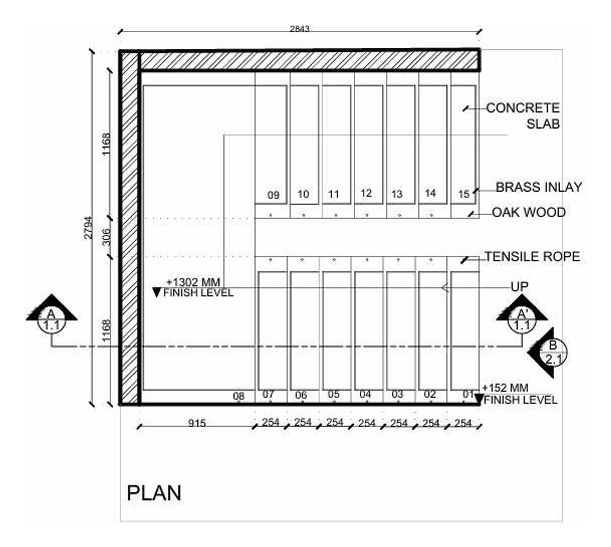 2843
CONCRETE
SLAB
1168
BRASS INLAY
09 10 11 12 13 14 15
OAK WOOD
2794
306
TENSILE ROPE
+1302 MM
FINISH LEVEL
UP
A
1.1
A'
1.1
1168
B
2.1
+152 MM
FINISH LEVEL
08 07 06 05 04 03 02 01
915 254 254 254 254 254 254 254
PLAN